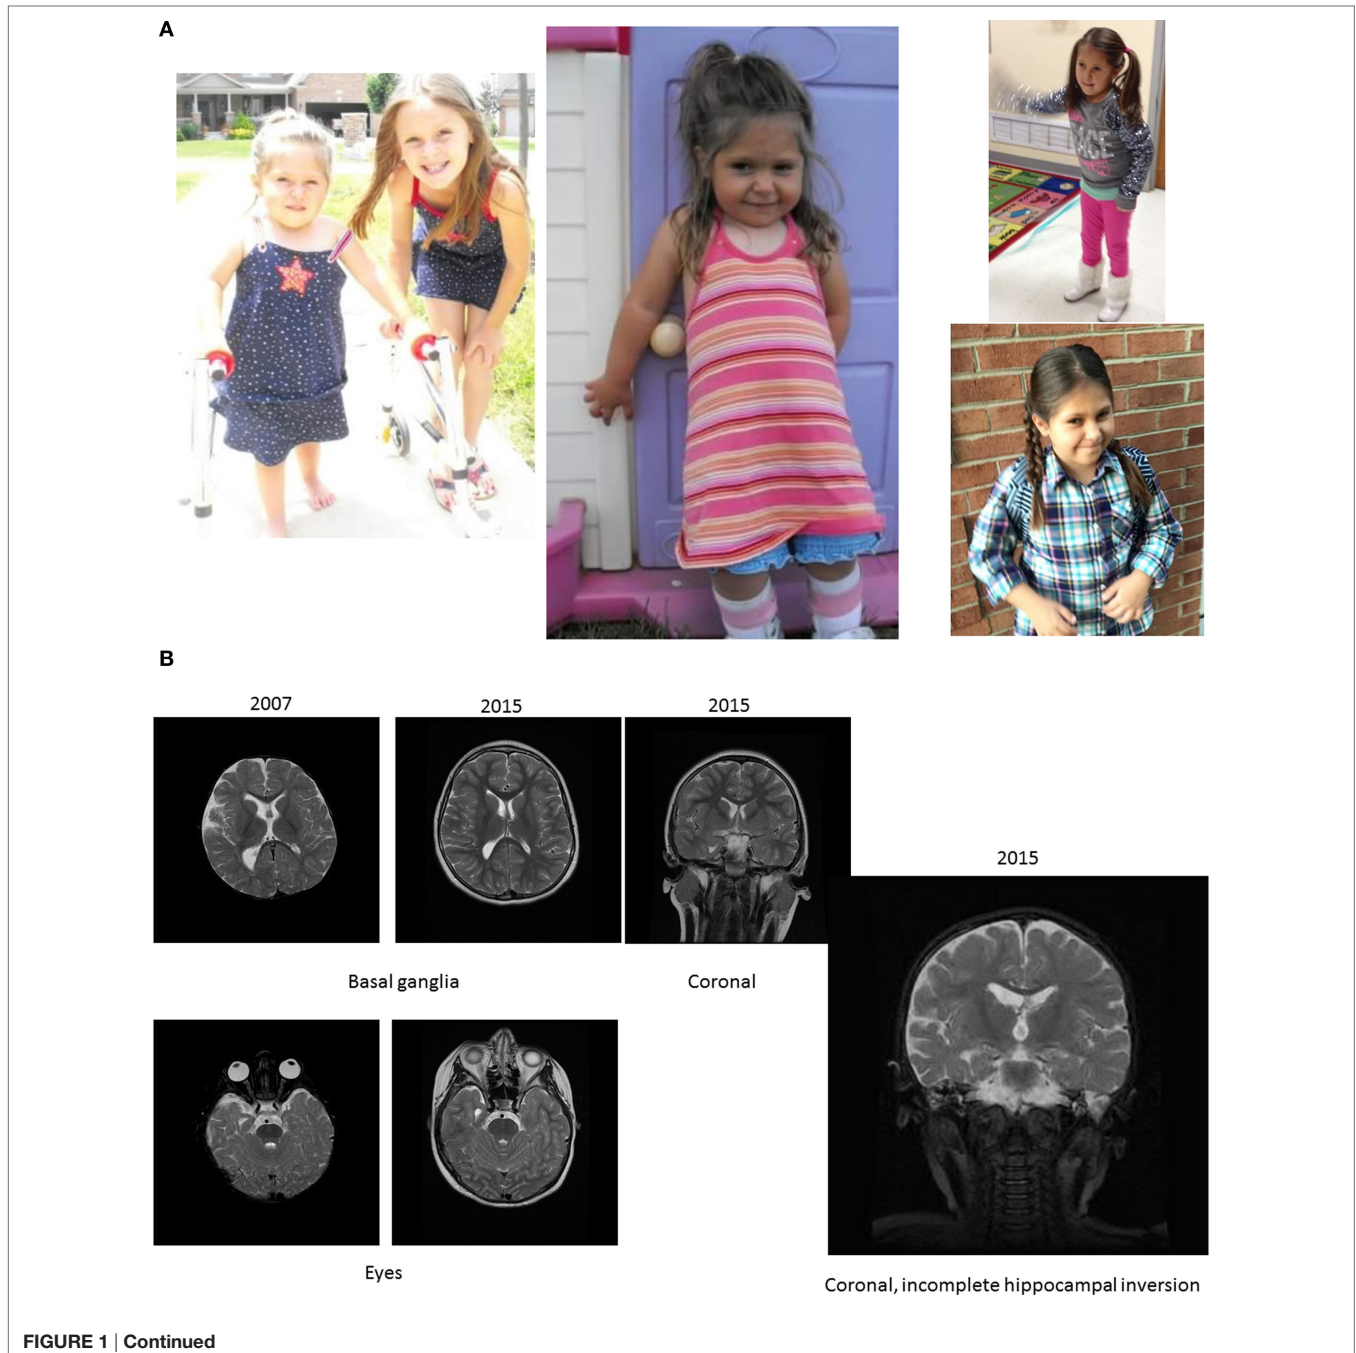 A
B
2007
2015
2015
2015
Basal ganglia
Coronal
Eyes
Coronal, incomplete hippocampal inversion
FIGURE 1 | Continued